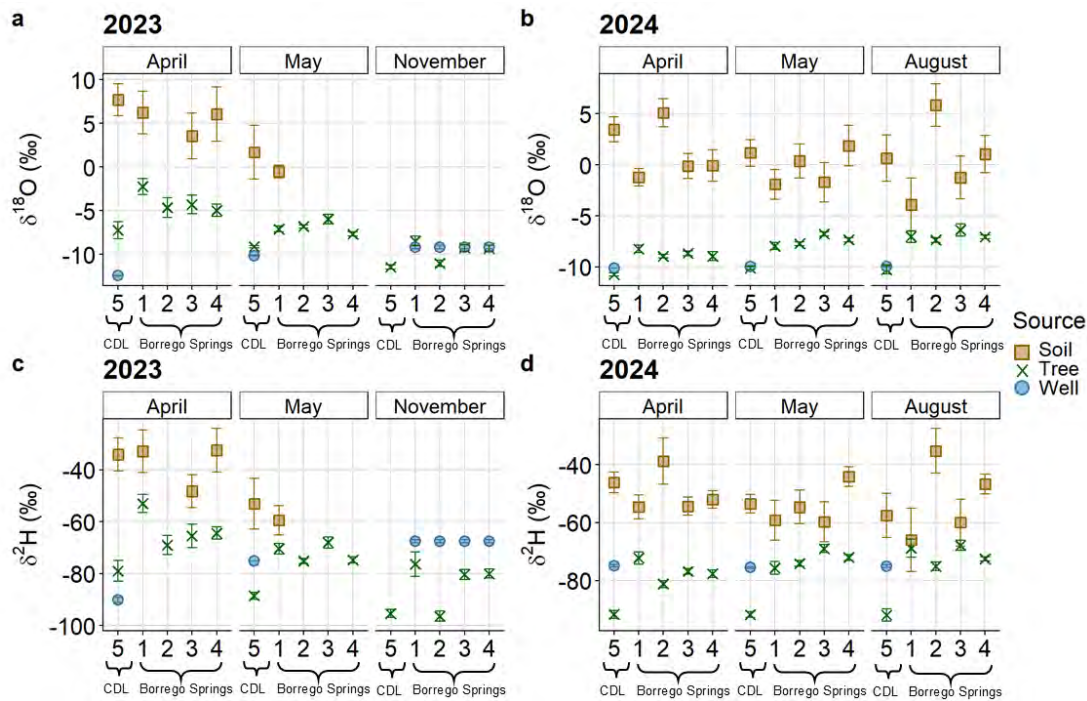 a 2023
April May November
δ18O (‰)
10
5
0
-5
-10
5 1 2 3 4 5 1 2 3 4 5 1 2 3 4
CDL Borrego Springs CDL Borrego Springs CDL Borrego Springs
b 2024
April May August
δ18O (‰)
5
0
-5
-10
5 1 2 3 4 5 1 2 3 4 5 1 2 3 4
CDL Borrego Springs CDL Borrego Springs CDL Borrego Springs
Source
Soil
Tree
Well
c 2023
April May November
δ2H (‰)
-40
-60
-80
-100
5 1 2 3 4 5 1 2 3 4 5 1 2 3 4
CDL Borrego Springs CDL Borrego Springs CDL Borrego Springs
d 2024
April May August
δ2H (‰)
-40
-60
-80
5 1 2 3 4 5 1 2 3 4 5 1 2 3 4
CDL Borrego Springs CDL Borrego Springs CDL Borrego Springs